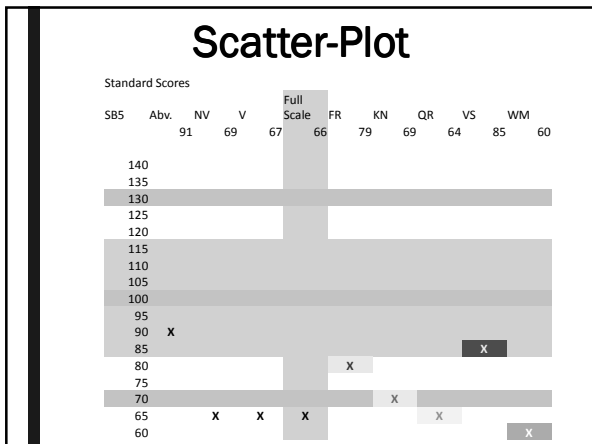 Scatter-Plot
Standard Scores
Full
SB5 Abv. NV V Scale FR KN QR VS WM
91 69 67 66 79 69 64 85 60
140
135
130
125
120
115
110
105
100
95
90 X
85 X
80 X
75
70 X
65 X X X X
60 X